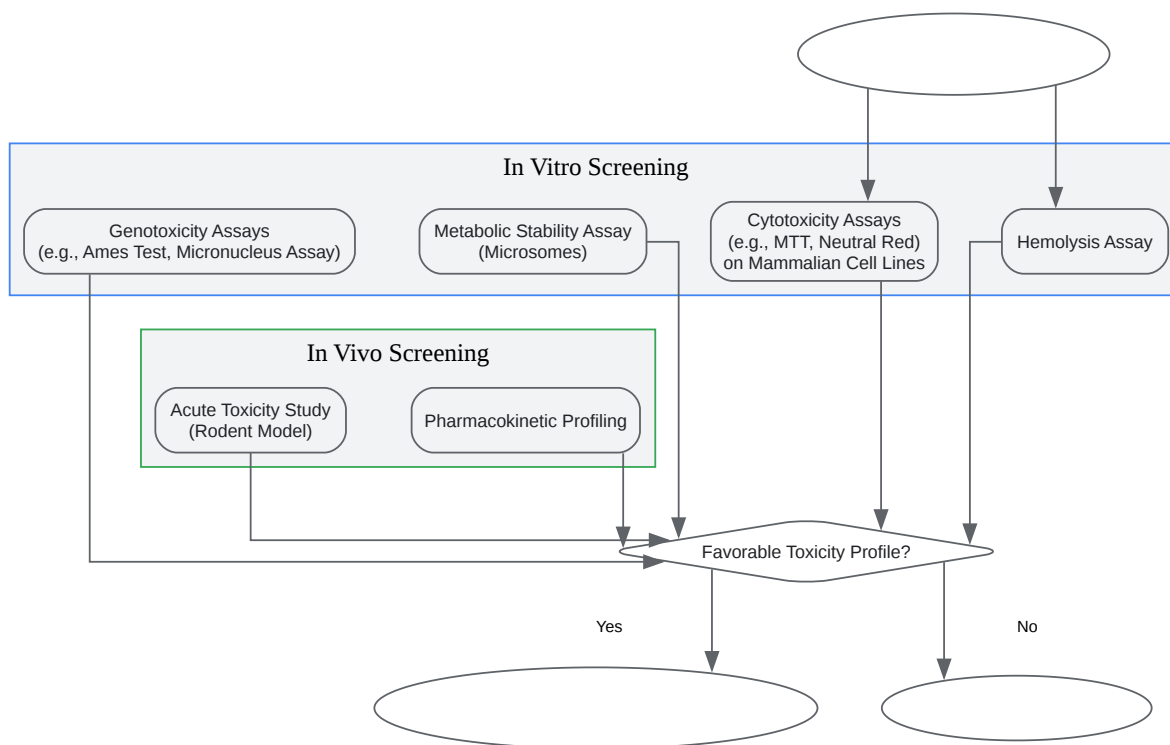 In Vitro Screening
Genotoxicity Assays
(e.g., Ames Test, Micronucleus Assay)
Metabolic Stability Assay
(Microsomes)
Cytotoxicity Assays
(e.g., MTT, Neutral Red)
on Mammalian Cell Lines
Hemolysis Assay
In Vivo Screening
Acute Toxicity Study
(Rodent Model)
Pharmacokinetic Profiling
Favorable Toxicity Profile?
Yes
No